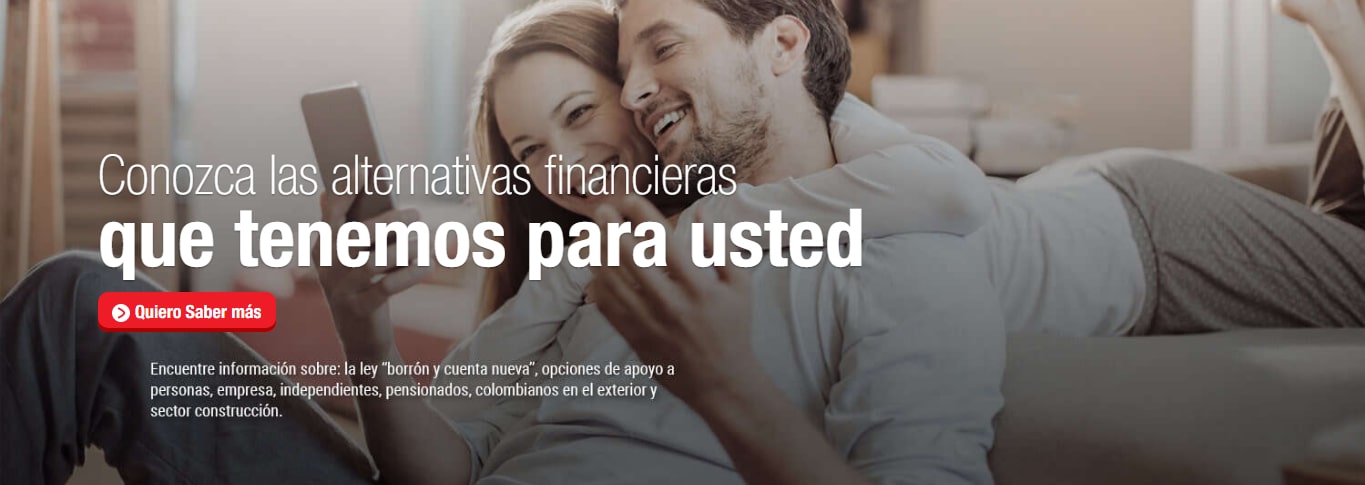 Conozca las alternativas financieras
que tenemos para usted
Quiero Saber más
Encuentre información sobre: la ley “borrón y cuenta nueva”, opciones de apoyo a
personas, empresa, independientes, pensionados, colombianos en el exterior y
sector construcción.